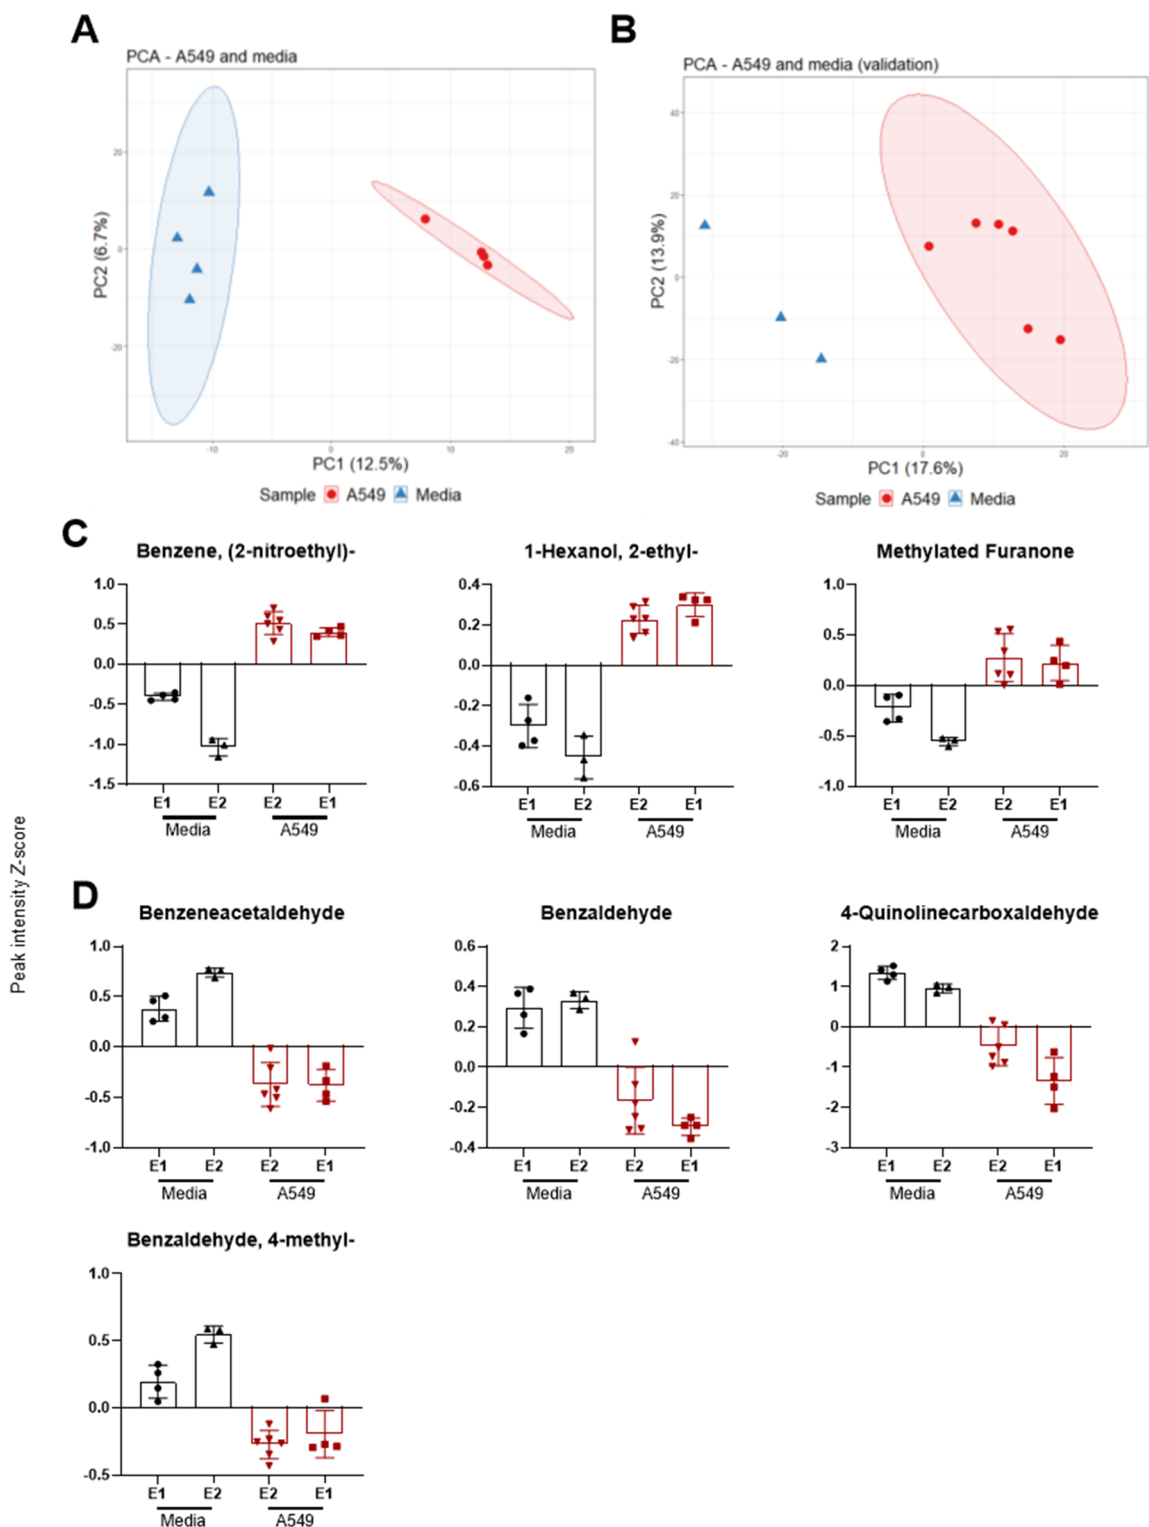 A
PCA - A549 and media
20
0
-20
PC2 (6.7%)
-10
0
10
20
PC1 (12.5%)
Sample A549 Media
B
PCA - A549 and media (validation)
40
20
0
-20
-40
PC2 (13.9%)
-20
0
20
PC1 (17.6%)
Sample A549 Media
Peak intensity Z-score
C
Benzene, (2-nitroethyl)-
1.0
0.5
0.0
-0.5
-1.0
-1.5
E1 E2 E2 E1
Media A549
1-Hexanol, 2-ethyl-
0.4
0.2
0.0
-0.2
-0.4
-0.6
E1 E2 E2 E1
Media A549
Methylated Furanone
1.0
0.5
0.0
-0.5
-1.0
E1 E2 E2 E1
Media A549
D
Benzeneacetaldehyde
1.0
0.5
0.0
-0.5
-1.0
E1 E2 E2 E1
Media A549
Benzaldehyde
0.6
0.4
0.2
0.0
-0.2
-0.4
E1 E2 E2 E1
Media A549
4-Quinolinecarboxaldehyde
2
1
0
-1
-2
-3
E1 E2 E2 E1
Media A549
Benzaldehyde, 4-methyl-
1.0
0.5
0.0
-0.5
E1 E2 E2 E1
Media A549